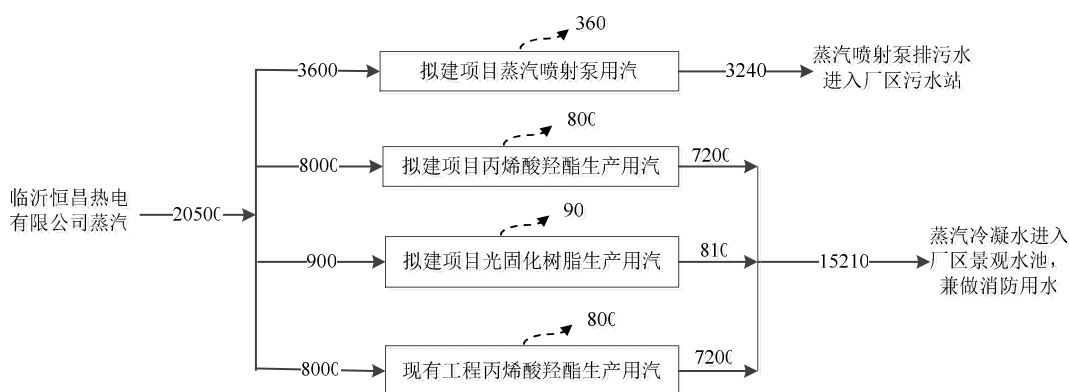 360
3600
拟建项目蒸汽喷射泵用汽
3240
蒸汽喷射泵排污水
进入厂区污水站
800
8000
拟建项目丙烯酸羟酯生产用汽
7200
临沂恒昌热电
有限公司蒸汽
20500
90
900
拟建项目光固化树脂生产用汽
810
15210
蒸汽冷凝水进入
厂区景观水池，
兼做消防用水
800
8000
现有工程丙烯酸羟酯生产用汽
7200